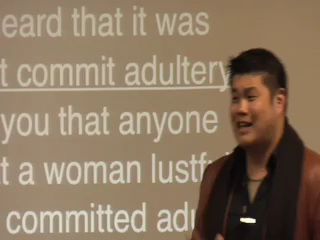 eard that it was
t commit adultery
you that anyone
t a woman lustf
committed adu